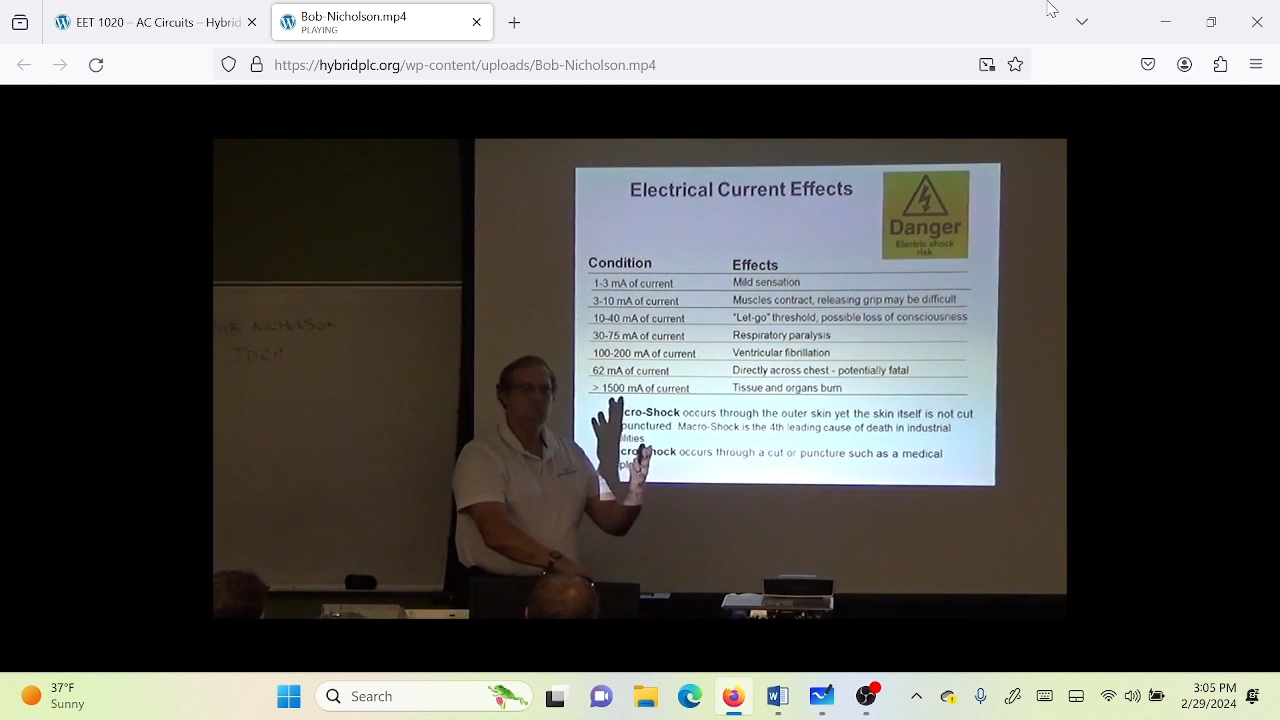 EET 1020 – AC Circuits – Hybrid
Bob-Nicholson.mp4
PLAYING
https://hybridplc.org/wp-content/uploads/Bob-Nicholson.mp4
Electrical Current Effects
Danger
Electric shock
risk
Condition Effects
1-3 mA of current Mild sensation
3-10 mA of current Muscles contract, releasing grip may be difficult
10-40 mA of current "Let-go" threshold, possible loss of consciousness
30-75 mA of current Respiratory paralysis
100-200 mA of current Ventricular fibrillation
62 mA of current Directly across chest - potentially fatal
> 1500 mA of current Tissue and organs burn
cro-Shock occurs through the outer skin yet the skin itself is not cut
punctured Macro-Shock is the 4th leading cause of death in industrial
ilities
cro-Shock occurs through a cut or puncture such as a medical
NICHOLSON
37°F
Sunny
Search
3:05 PM
2/29/2024